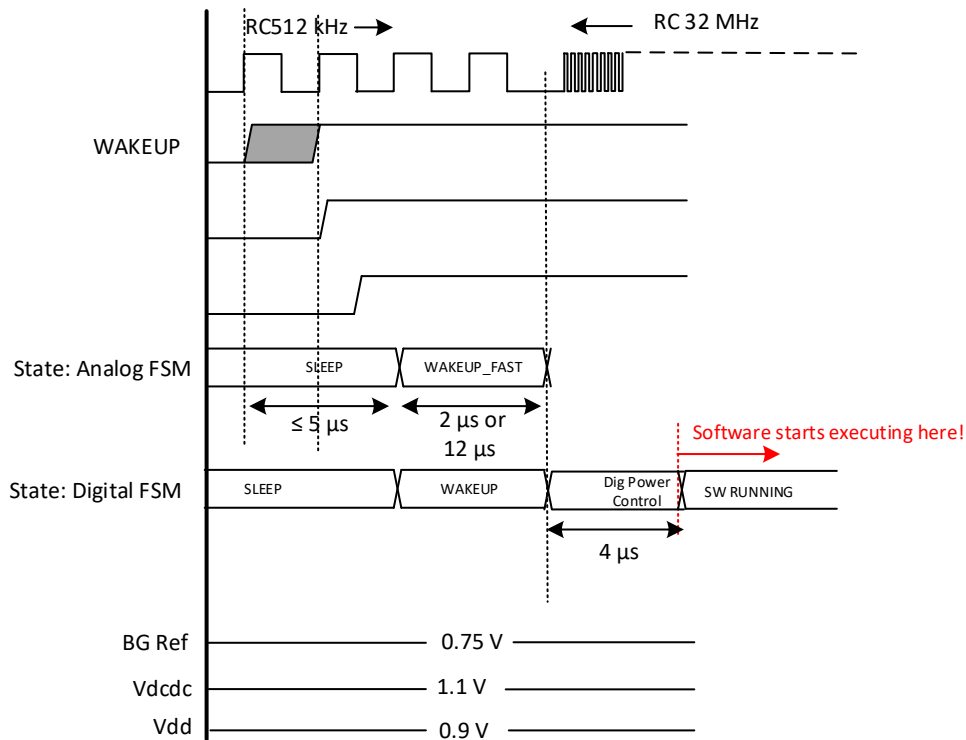 RC512 kHz
RC 32 MHz
WAKEUP
State: Analog FSM
SLEEP
WAKEUP_FAST
≤ 5 µs
2 µs or
12 µs
Software starts executing here!
State: Digital FSM
SLEEP
WAKEUP
Dig Power
Control
SW RUNNING
4 µs
BG Ref
0.75 V
Vdcdc
1.1 V
Vdd
0.9 V